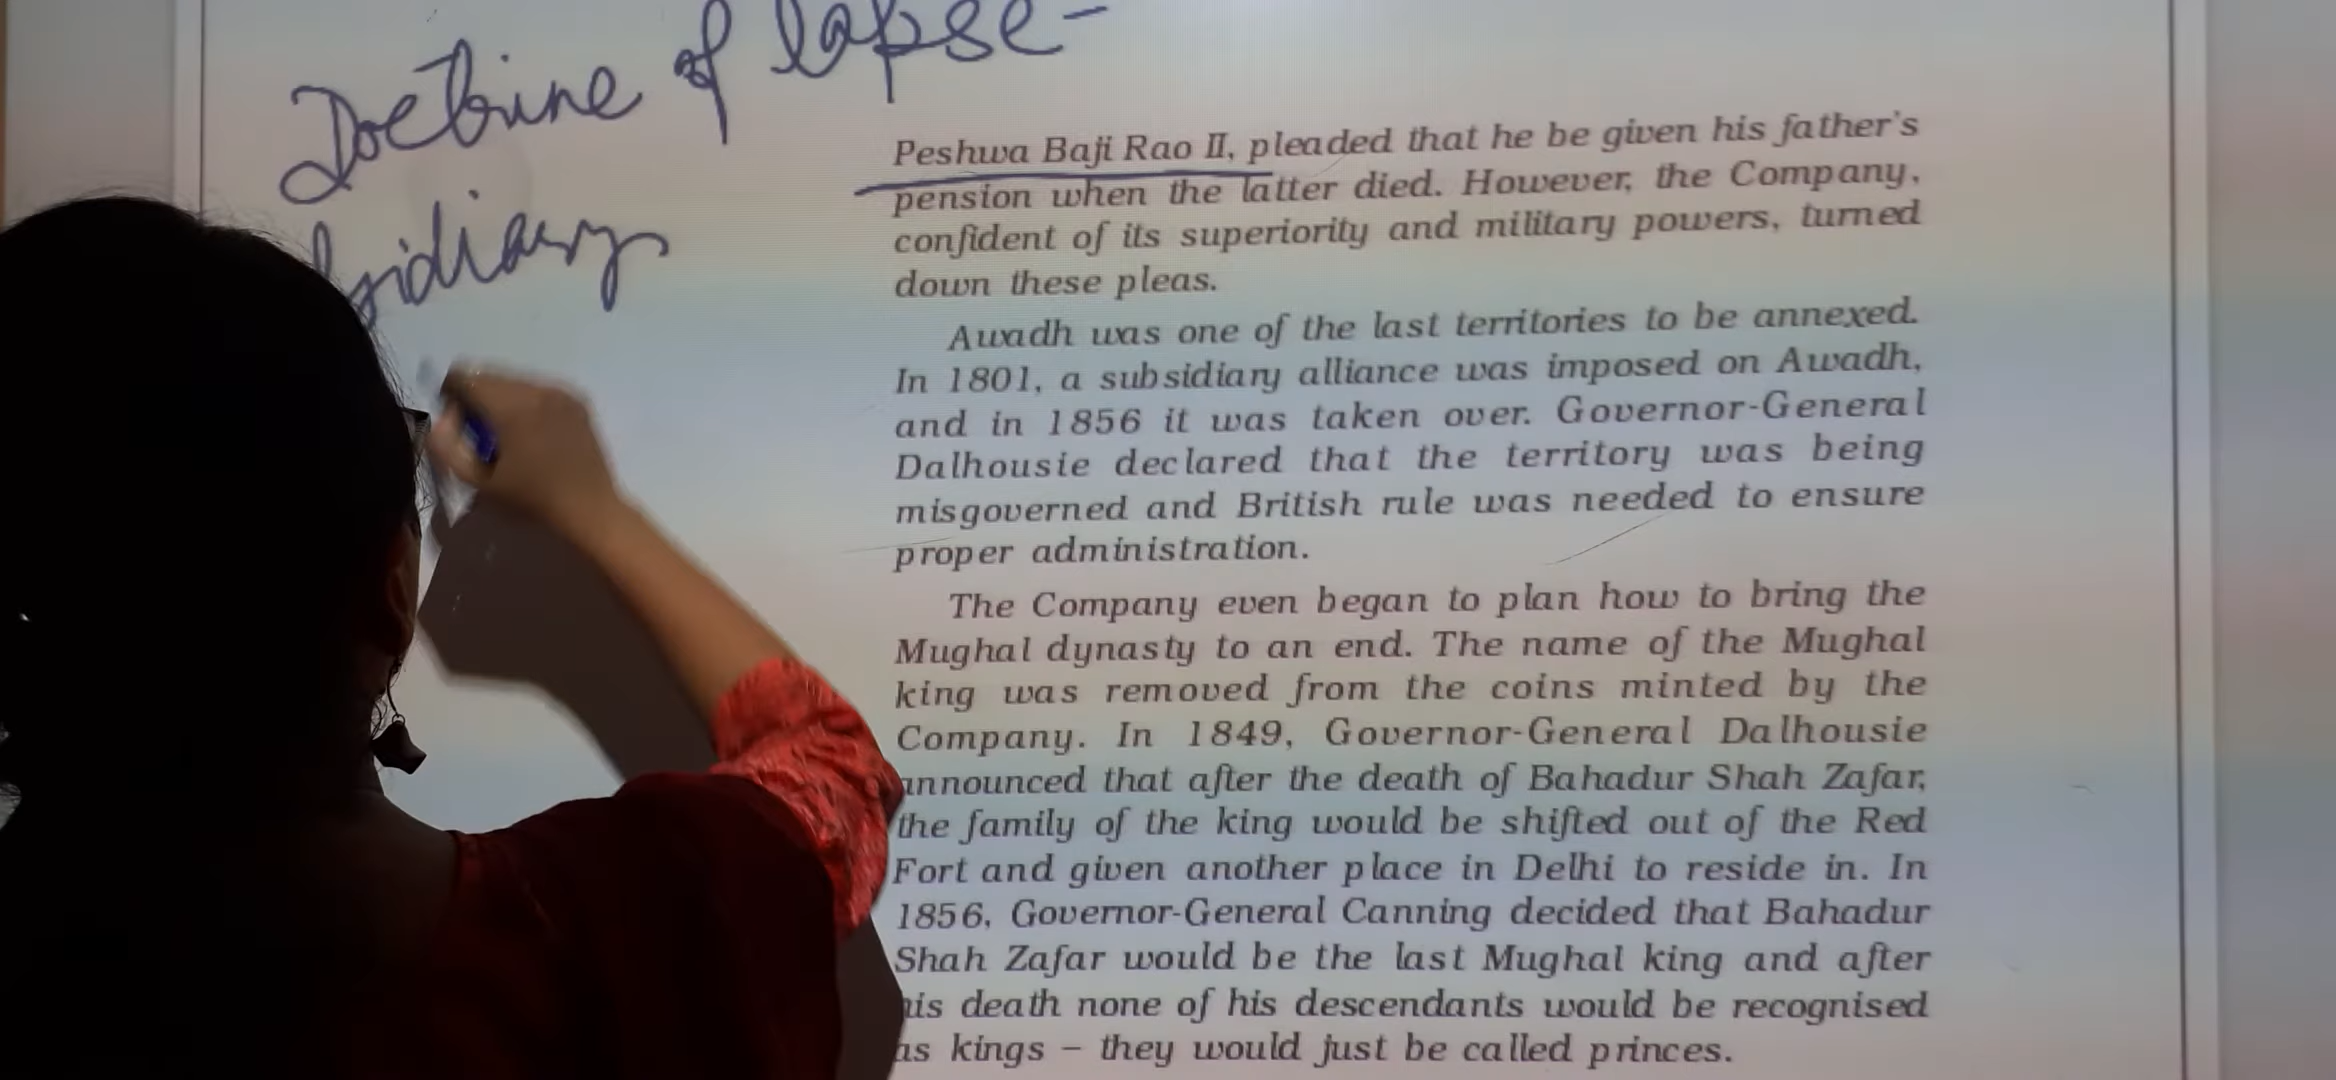 Doctrine of lapse -
Peshwa Baji Rao II, pleaded that he be given his father's
pension when the latter died. However, the Company,
confident of its superiority and military powers, turned
down these pleas.
Awadh was one of the last territories to be annexed.
In 1801, a subsidiary alliance was imposed on Awadh,
and in 1856 it was taken over. Governor-General
Dalhousie declared that the territory was being
misgoverned and British rule was needed to ensure
proper administration.
The Company even began to plan how to bring the
Mughal dynasty to an end. The name of the Mughal
king was removed from the coins minted by the
Company. In 1849, Governor-General Dalhousie
announced that after the death of Bahadur Shah Zafar,
the family of the king would be shifted out of the Red
Fort and given another place in Delhi to reside in. In
1856, Governor-General Canning decided that Bahadur
Shah Zafar would be the last Mughal king and after
his death none of his descendants would be recognised
as kings – they would just be called princes.